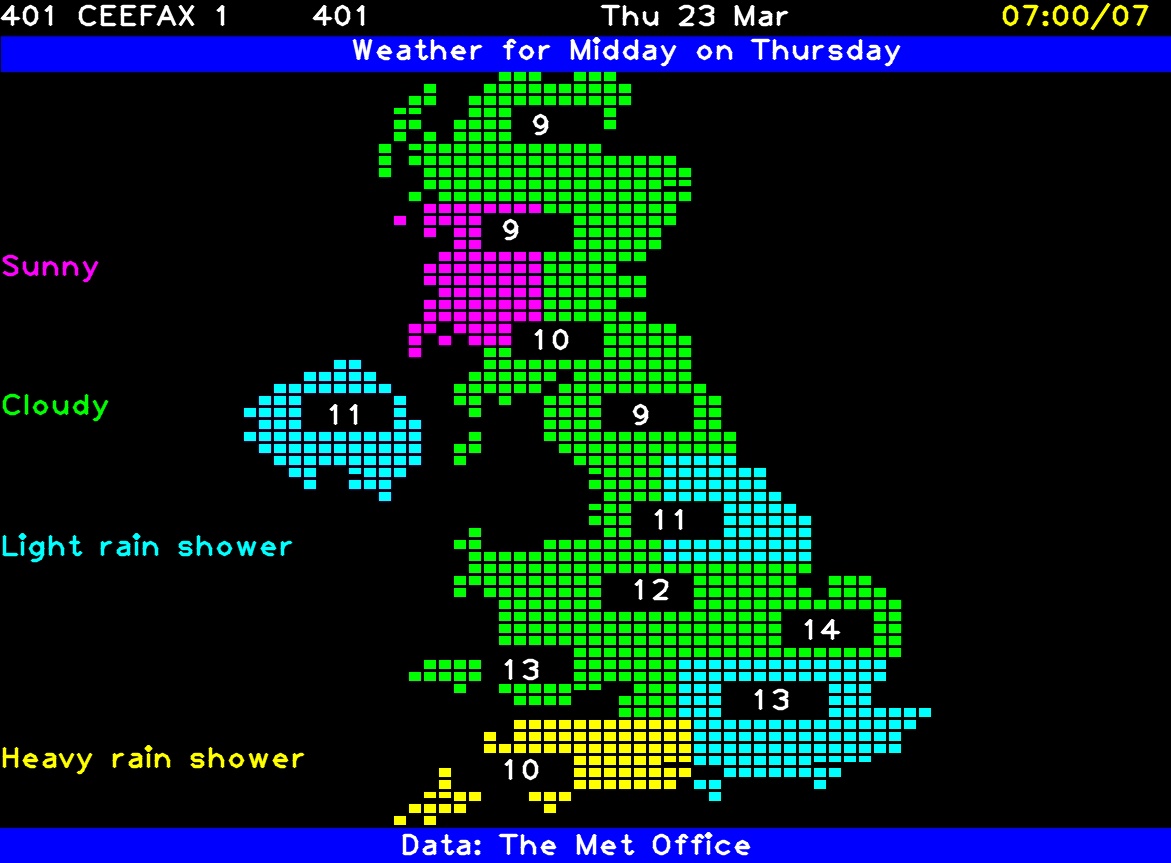 401 CEEFAX 1 401 Thu 23 Mar 07:00/07
Weather for Midday on Thursday
9
9
Sunny
10
Cloudy
11 9
11
Light rain shower
12
14
13
13
Heavy rain shower
10
Data: The Met Office